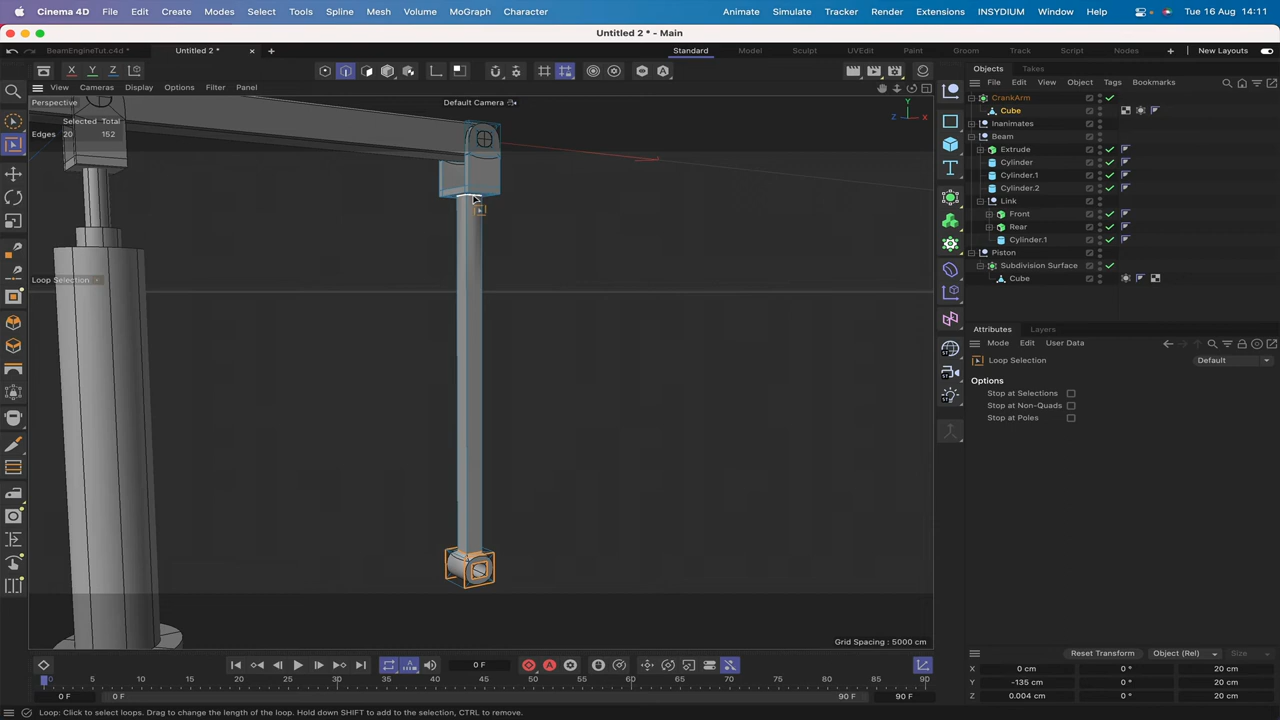 Cinema 4D File Edit Create Modes Select Tools Spline Mesh Volume MoGraph Character Animate Simulate Tracker Render Extensions INSYDIUM Window Help Tue 16 Aug 14:11
Untitled 2 * - Main
BeamEngineTut.c4d * Untitled 2 * Standard Model Sculpt UVEdit Paint Groom Track Script Nodes New Layouts
X Y Z Objects Takes
View Cameras Display Options Filter Panel File Edit View Object Tags Bookmarks
Perspective Default Camera CrankArm
Selected Total Cube
Edges 20 152 Inanimates
Beam
Extrude
Cylinder
Cylinder.1
Cylinder.2
Link
Front
Rear
Cylinder.1
Piston
Subdivision Surface
Cube
Loop Selection
Attributes Layers
Mode Edit User Data
Loop Selection Default
Options
Stop at Selections
Stop at Non-Quads
Stop at Poles
Y
Z X
Grid Spacing : 5000 cm
Reset Transform Object (Rel) Size
0 F
X 0 cm 0 ° 20 cm
0 5 10 15 20 25 30 35 40 45 50 55 60 65 70 75 80 85 90
Y -135 cm 0 ° 20 cm
0 F 0 F 90 F 90 F Z 0.004 cm 0 ° 20 cm
Loop: Click to select loops. Drag to change the length of the loop. Hold down SHIFT to add to the selection, CTRL to remove.